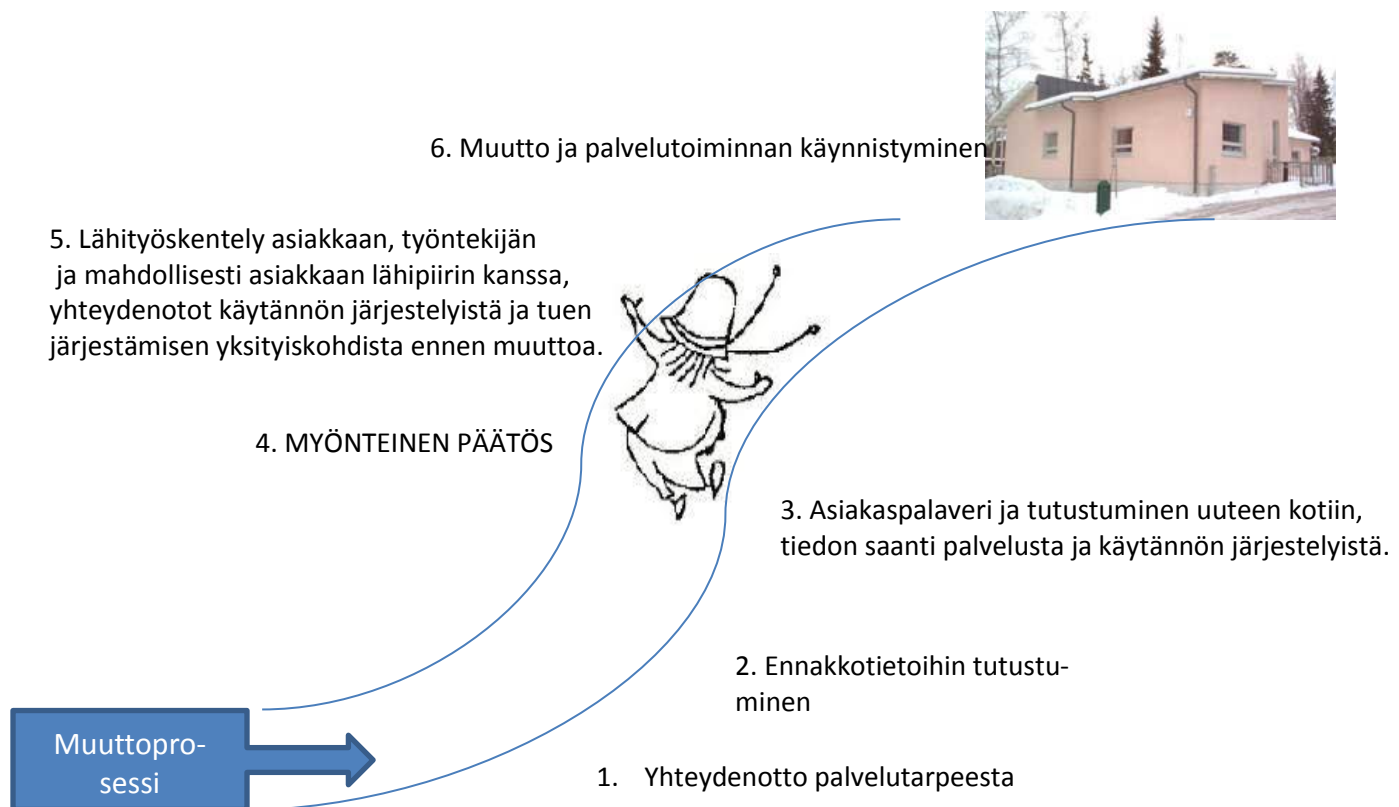 6. Muutto ja palvelutoiminnan käynnistyminen
5. Lähityöskentely asiakkaan, työntekijän
ja mahdollisesti asiakkaan lähipiirin kanssa,
yhteydenotot käytännön järjestelyistä ja tuen
järjestämisen yksityiskohdista ennen muuttoa.
4. MYÖNTEINEN PÄÄTÖS
3. Asiakaspalaveri ja tutustuminen uuteen kotiin,
tiedon saanti palvelusta ja käytännön järjestelyistä.
2. Ennakkotietoihin tutustu-
minen
Muuttopro-
sessi
1. Yhteydenotto palvelutarpeesta